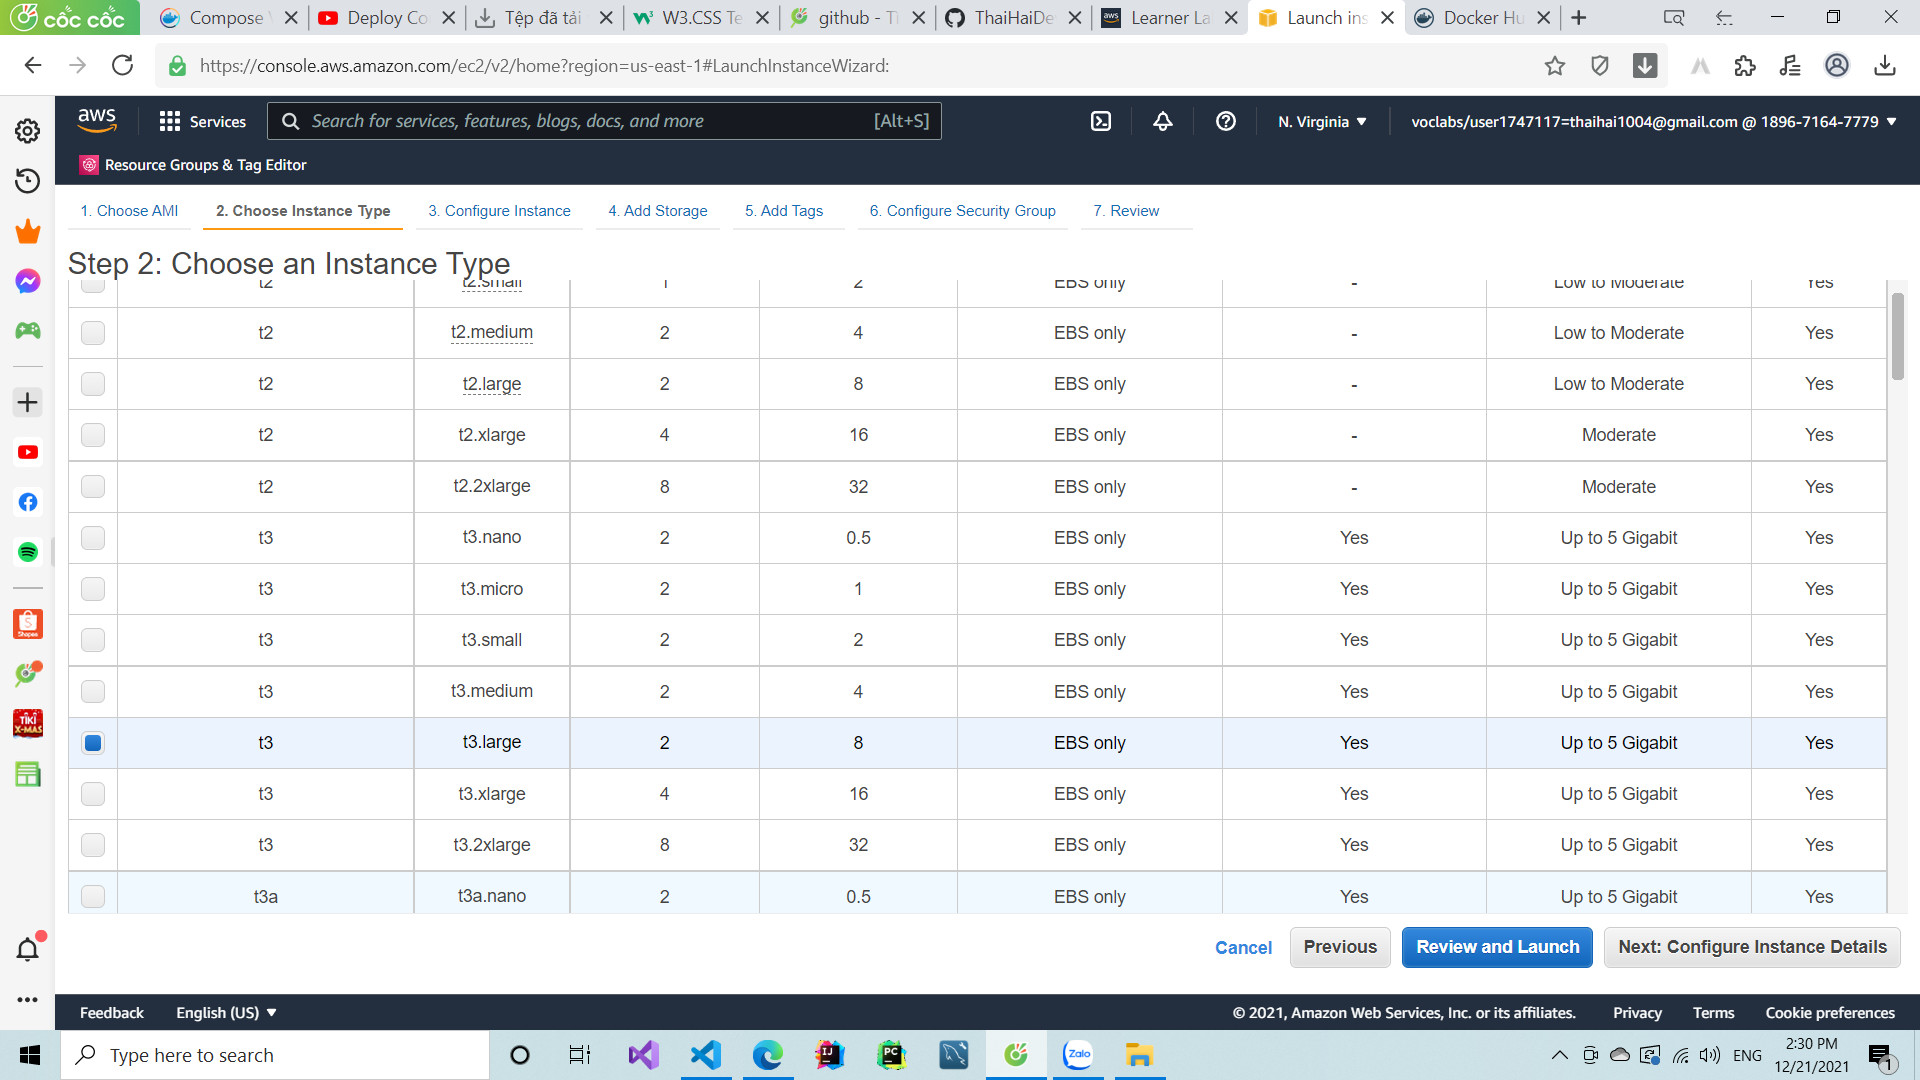 cốc cốc
Compose
Deploy Co
Tệp đã tải
W3.CSS Te
github - T
ThaiHaiDe
Learner La
Launch ins
Docker Hu
https://console.aws.amazon.com/ec2/v2/home?region=us-east-1#LaunchInstanceWizard:
aws
Services
Search for services, features, blogs, docs, and more
[Alt+S]
N. Virginia
voclabs/user1747117=thaihai1004@gmail.com @ 1896-7164-7779
Resource Groups & Tag Editor
1. Choose AMI
2. Choose Instance Type
3. Configure Instance
4. Add Storage
5. Add Tags
6. Configure Security Group
7. Review
Step 2: Choose an Instance Type
t2 t2.small 1 2 EBS only - Low to Moderate Yes
t2 t2.medium 2 4 EBS only - Low to Moderate Yes
t2 t2.large 2 8 EBS only - Low to Moderate Yes
t2 t2.xlarge 4 16 EBS only - Moderate Yes
t2 t2.2xlarge 8 32 EBS only - Moderate Yes
t3 t3.nano 2 0.5 EBS only Yes Up to 5 Gigabit Yes
t3 t3.micro 2 1 EBS only Yes Up to 5 Gigabit Yes
t3 t3.small 2 2 EBS only Yes Up to 5 Gigabit Yes
t3 t3.medium 2 4 EBS only Yes Up to 5 Gigabit Yes
t3 t3.large 2 8 EBS only Yes Up to 5 Gigabit Yes
t3 t3.xlarge 4 16 EBS only Yes Up to 5 Gigabit Yes
t3 t3.2xlarge 8 32 EBS only Yes Up to 5 Gigabit Yes
t3a t3a.nano 2 0.5 EBS only Yes Up to 5 Gigabit Yes
Cancel
Previous
Review and Launch
Next: Configure Instance Details
Feedback
English (US)
© 2021, Amazon Web Services, Inc. or its affiliates.
Privacy
Terms
Cookie preferences
Shopee
TIKI
X-MAS
Type here to search
IJ
PC
Zalo
ENG
2:30 PM
12/21/2021
1